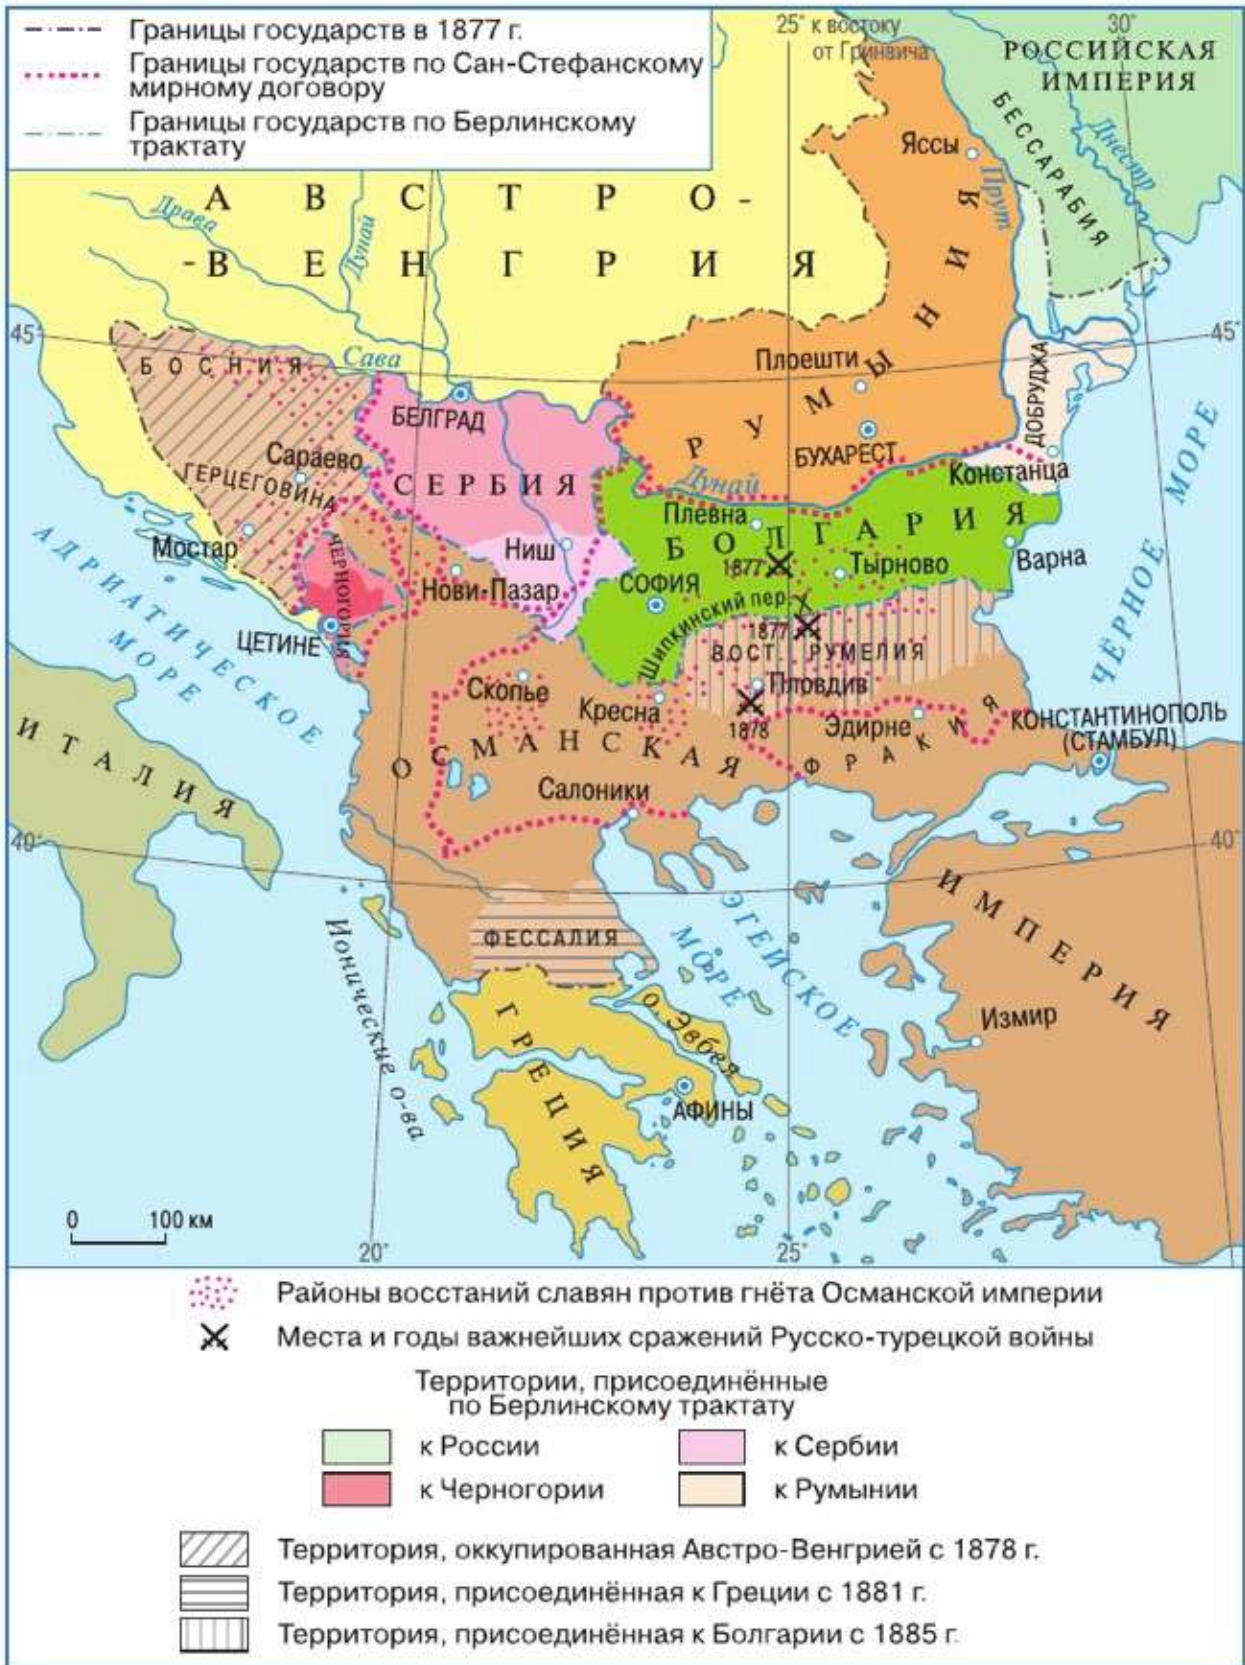 Границы государств в 1877 г.
Границы государств по Сан-Стефанскому
мирному договору
Границы государств по Берлинскому
трактату
25° к востоку
от Гринвича
30°
РОССИЙСКАЯ
ИМПЕРИЯ
БЕССАРАБИЯ
Днестр
Яссы
Прут
АВСТРО-
-ВЕНГРИЯ
Драва
Дунай
45°
45°
БОСНИЯ
Сава
БЕЛГРАД
Плоешти
РУМЫНИЯ
ДОБРУДЖА
БУХАРЕСТ
Сараево
ГЕРЦЕГОВИНА
СЕРБИЯ
Дунай
Констанца
ЧЁРНОЕ МОРЕ
Плевна
БОЛГАРИЯ
Мостар
ЧЕРНОГОРИЯ
Ниш
1877
Тырново
Варна
Нови-Пазар
СОФИЯ
Шипкинский пер.
АДРИАТИЧЕСКОЕ
МОРЕ
ЦЕТИНЕ
1877
ВОСТ. РУМЕЛИЯ
Скопье
Кресна
Пловдив
1878
Эдирне
ФРАКИЯ
КОНСТАНТИНОПОЛЬ
(СТАМБУЛ)
ИТАЛИЯ
ОСМАНСКАЯ
Салоники
40°
40°
ИМПЕРИЯ
ФЕССАЛИЯ
ЭГЕЙСКОЕ
МОРЕ
Ионические о-ва
ГРЕЦИЯ
о. Эвбея
Измир
АФИНЫ
0 100 км
20°
25°
Районы восстаний славян против гнёта Османской империи
Места и годы важнейших сражений Русско-турецкой войны
Территории, присоединённые
по Берлинскому трактату
к России
к Сербии
к Черногории
к Румынии
Территория, оккупированная Австро-Венгрией с 1878 г.
Территория, присоединённая к Греции с 1881 г.
Территория, присоединённая к Болгарии с 1885 г.